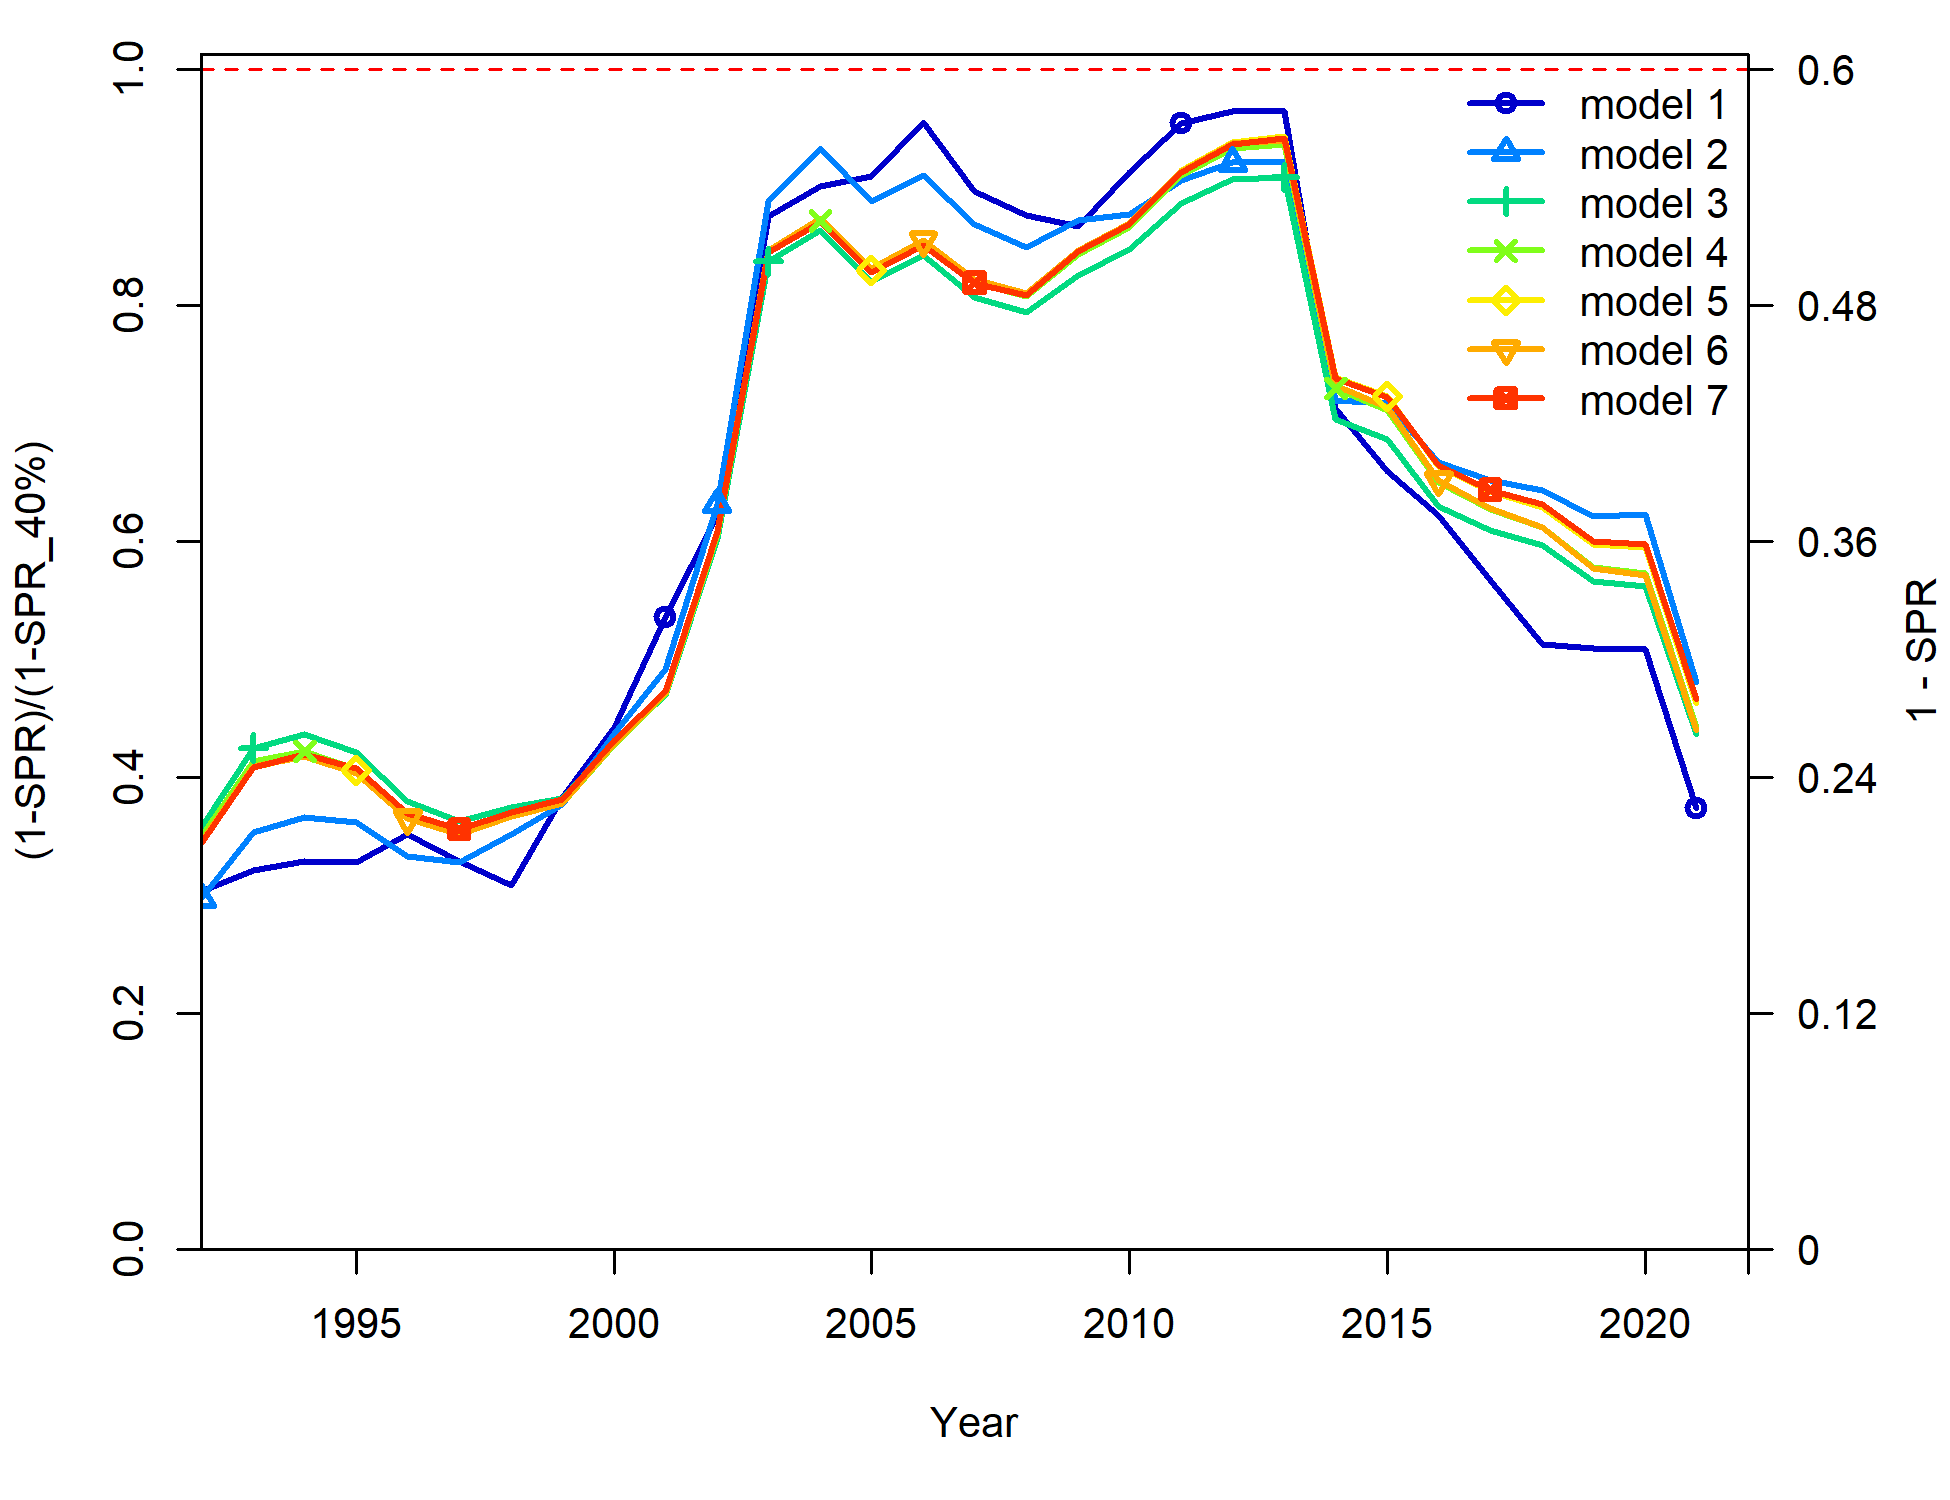 (1-SPR)/(1-SPR_40%)
1.0
0.8
0.6
0.4
0.2
0.0
model 1
model 2
model 3
model 4
model 5
model 6
model 7
0.6
0.48
0.36
0.24
0.12
0
1 - SPR
1995 2000 2005 2010 2015 2020
Year